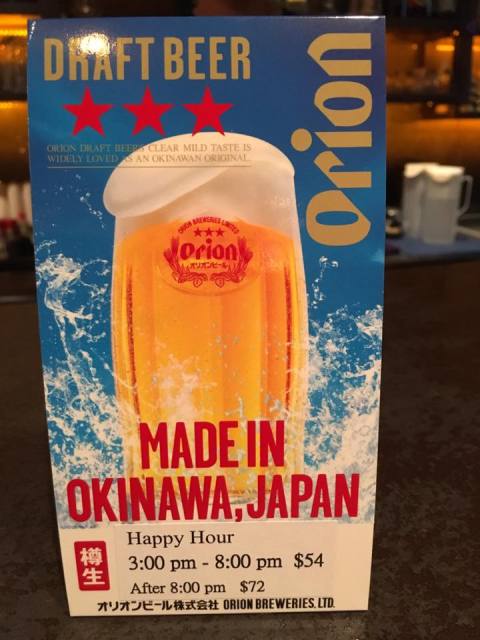 DRAFT BEER
★★★
ORION DRAFT BEER'S CLEAR MILD TASTE IS
WIDELY LOVED AS AN OKINAWAN ORIGINAL.
Orion
ORION BREWERIES LIMITED
★★★
Orion
オリオンビール
MADE IN
OKINAWA, JAPAN
樽生
Happy Hour
3:00 pm - 8:00 pm $54
After 8:00 pm $72
オリオンビール株式会社 ORION BREWERIES, LTD.